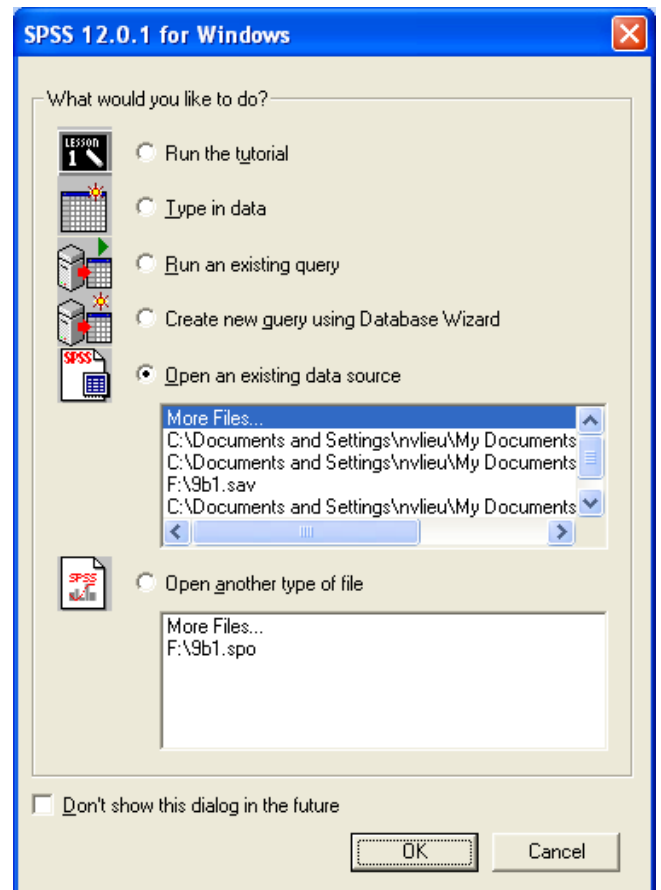 SPSS 12.0.1 for Windows
What would you like to do?
LESSON
1
Run the tutorial
Type in data
Run an existing query
Create new query using Database Wizard
SPSS
Open an existing data source
More Files...
C:\Documents and Settings\nvlieu\My Documents
C:\Documents and Settings\nvlieu\My Documents
F:\9b1.sav
C:\Documents and Settings\nvlieu\My Documents
SPSS
Open another type of file
More Files...
F:\9b1.spo
Don't show this dialog in the future
OK
Cancel